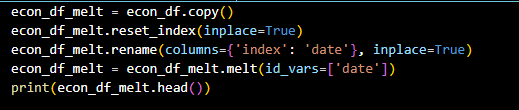 econ_df_melt = econ_df.copy()
econ_df_melt.reset_index(inplace=True)
econ_df_melt.rename(columns={'index': 'date'}, inplace=True)
econ_df_melt = econ_df_melt.melt(id_vars=['date'])
print(econ_df_melt.head())